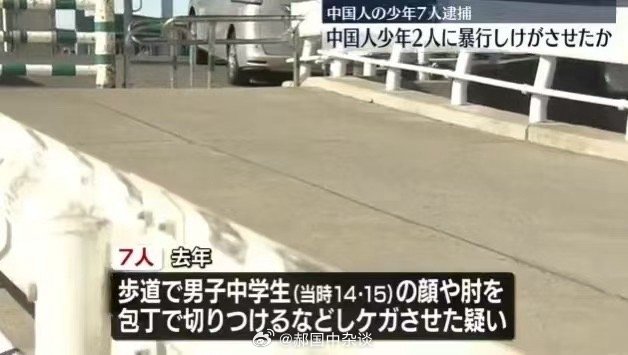 中国人の少年7人逮捕
中国人少年2人に暴行しけがさせたか
7人 去年
歩道で男子中学生(当時14･15)の顔や肘を
包丁で切りつけるなどしケガさせた疑い
@郝国中杂谈